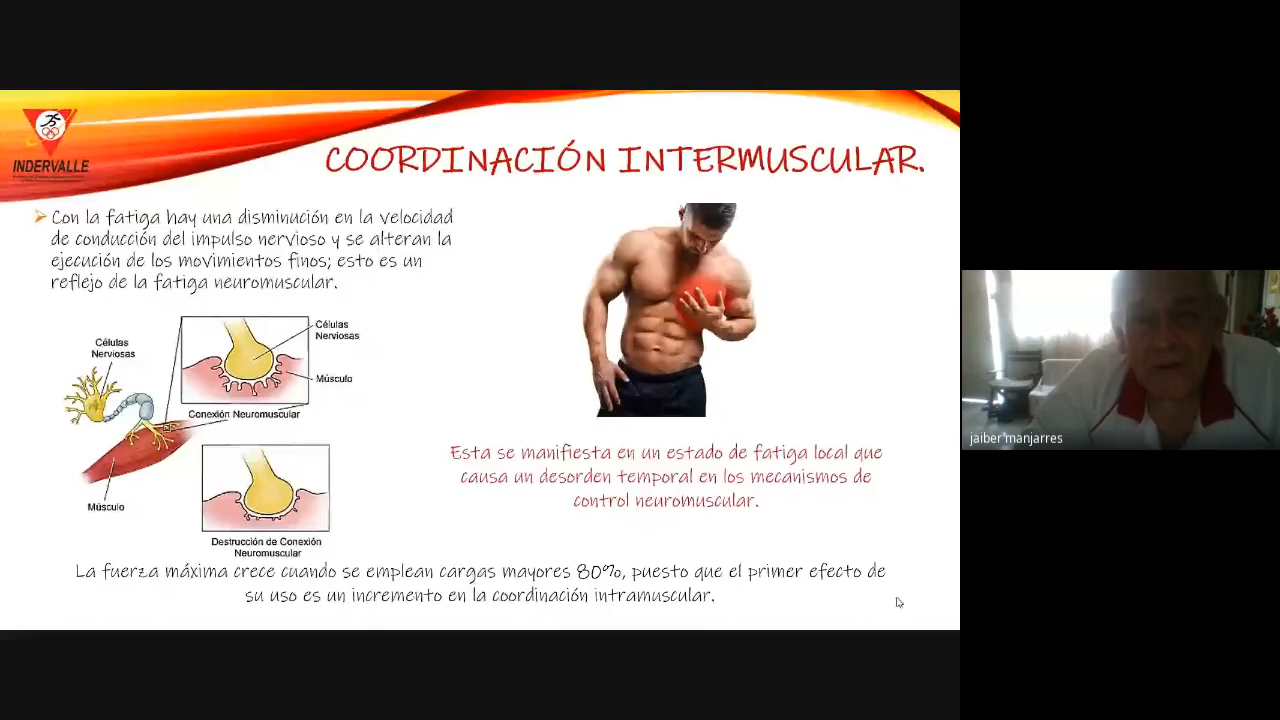 INDERVALLE
COORDINACIÓN INTERMUSCULAR.
Con la fatiga hay una disminución en la velocidad
de conducción del impulso nervioso y se alteran la
ejecución de los movimientos finos; esto es un
reflejo de la fatiga neuromuscular.
Células
Nerviosas
Células
Nerviosas
Músculo
Conexión Neuromuscular
Músculo
Destrucción de Conexión
Neuromuscular
Esta se manifiesta en un estado de fatiga local que
causa un desorden temporal en los mecanismos de
control neuromuscular.
La fuerza máxima crece cuando se emplean cargas mayores 80%, puesto que el primer efecto de
su uso es un incremento en la coordinación intramuscular.
jaiber manjarres